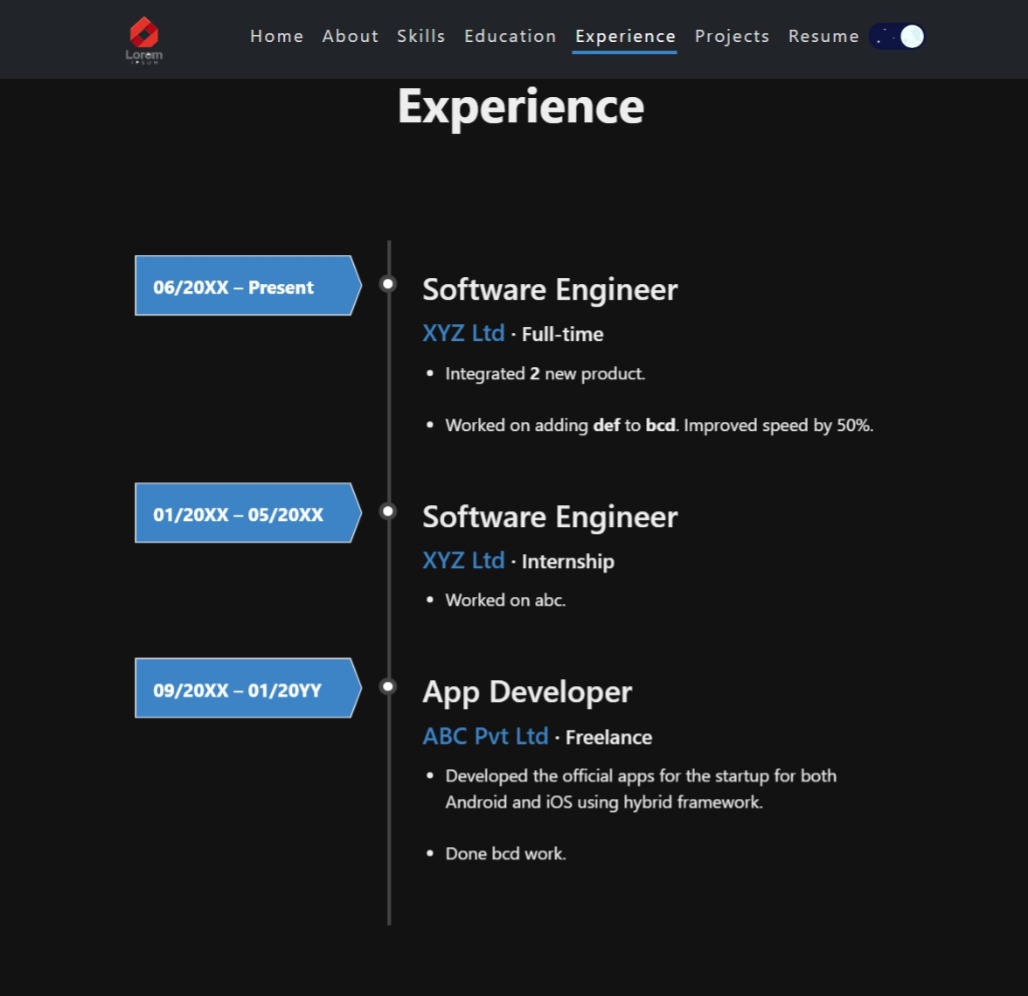 Lorem
IPSUM
Home About Skills Education Experience Projects Resume
Experience
06/20XX – Present
Software Engineer
XYZ Ltd · Full-time
• Integrated 2 new product.
• Worked on adding def to bcd. Improved speed by 50%.
01/20XX – 05/20XX
Software Engineer
XYZ Ltd · Internship
• Worked on abc.
09/20XX – 01/20YY
App Developer
ABC Pvt Ltd · Freelance
• Developed the official apps for the startup for both
Android and iOS using hybrid framework.
• Done bcd work.